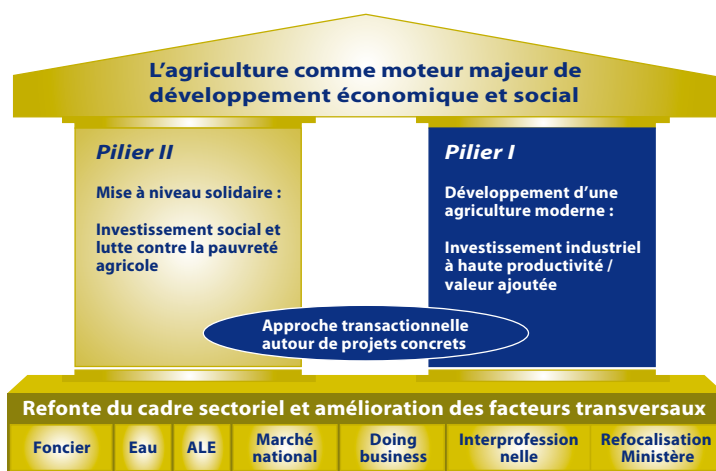 L’agriculture comme moteur majeur de
développement économique et social
Pilier II
Mise à niveau solidaire :
Investissement social et
lutte contre la pauvreté
agricole
Pilier I
Développement d’une
agriculture moderne :
Investissement industriel
à haute productivité /
valeur ajoutée
Approche transactionnelle
autour de projets concrets
Refonte du cadre sectoriel et amélioration des facteurs transversaux
Foncier
Eau
ALE
Marché
national
Doing
business
Interprofession
nelle
Refocalisation
Ministère